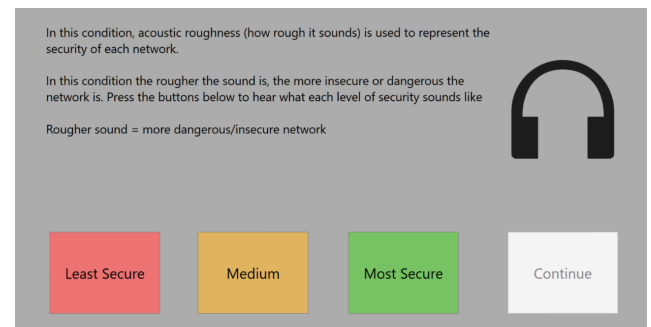 In this condition, acoustic roughness (how rough it sounds) is used to represent the
security of each network.
In this condition the rougher the sound is, the more insecure or dangerous the
network is. Press the buttons below to hear what each level of security sounds like
Rougher sound = more dangerous/insecure network
Least Secure
Medium
Most Secure
Continue